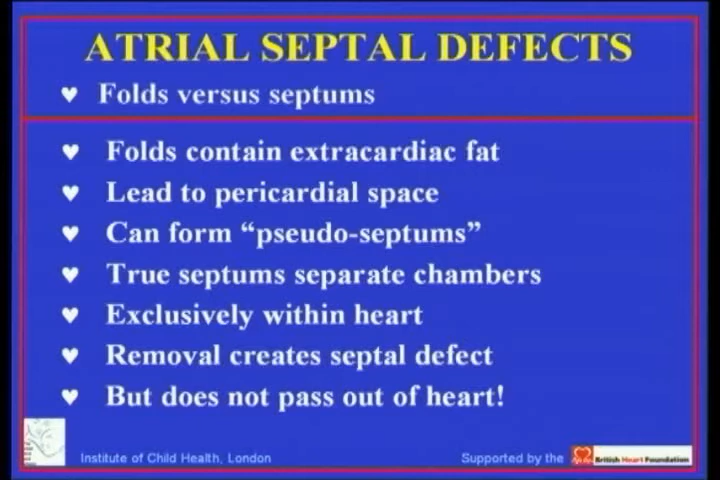 ATRIAL SEPTAL DEFECTS
♥ Folds versus septums
♥ Folds contain extracardiac fat
♥ Lead to pericardial space
♥ Can form “pseudo-septums”
♥ True septums separate chambers
♥ Exclusively within heart
♥ Removal creates septal defect
♥ But does not pass out of heart!
Institute of Child Health, London
Supported by the British Heart Foundation